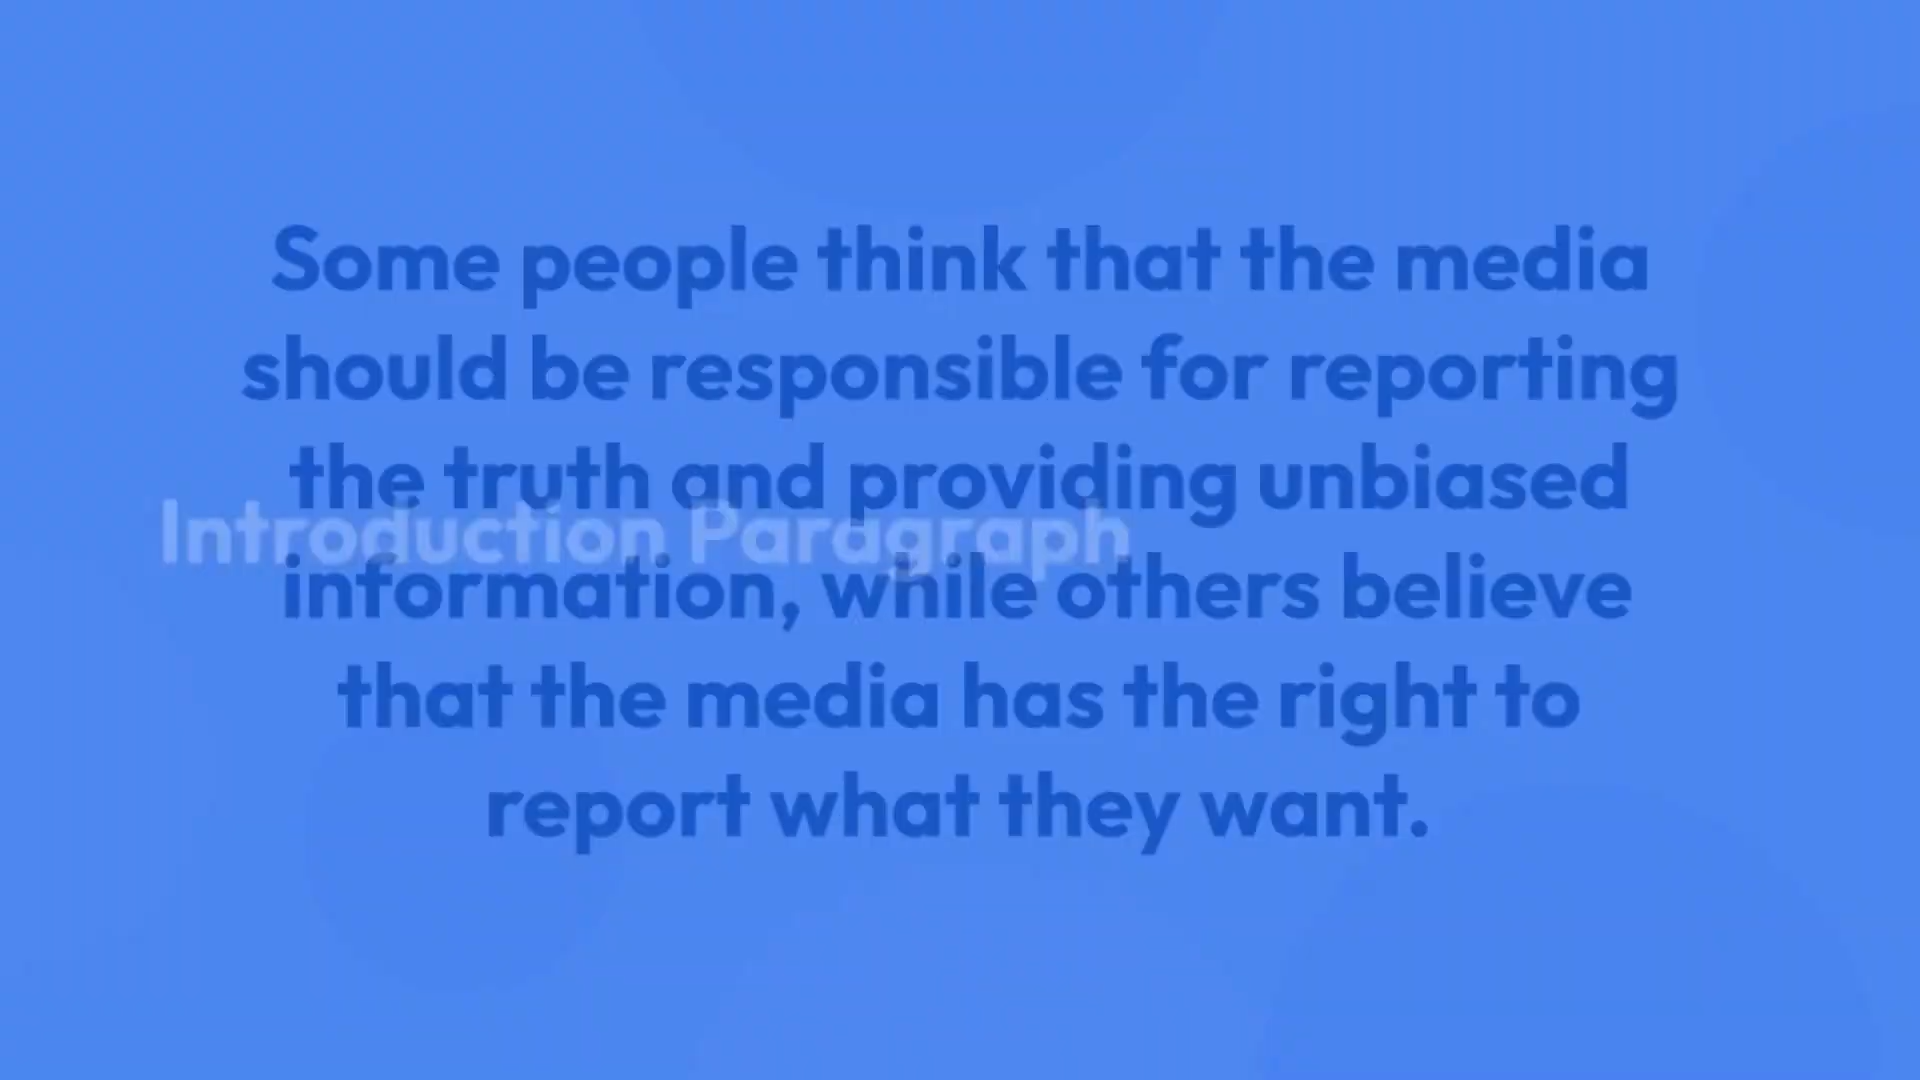 Some people think that the media
should be responsible for reporting
the truth and providing unbiased
Introduction Paragraph
information, while others believe
that the media has the right to
report what they want.